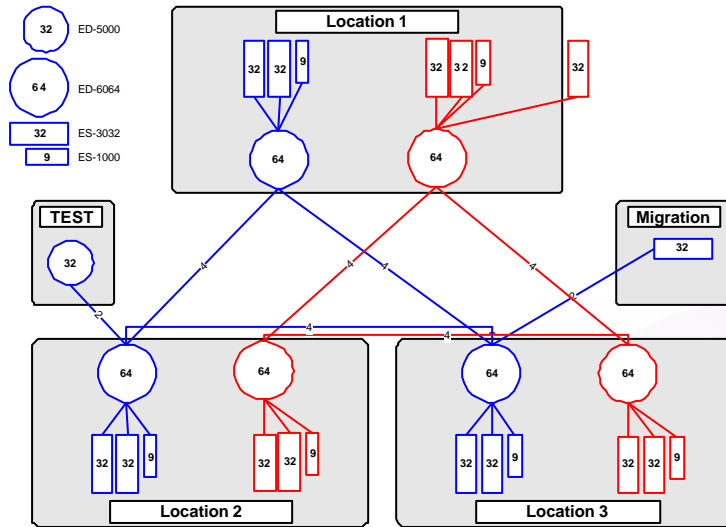 32 ED-5000
64 ED-6064
32 ES-3032
9 ES-1000
Location 1
32 32 9 32 32 9 32
64 64
TEST
32
Migration
32
4 4 4 4
2 2
4 4
64 64 64 64
32 32 9 32 32 9 32 32 9 32 32 9
Location 2
Location 3